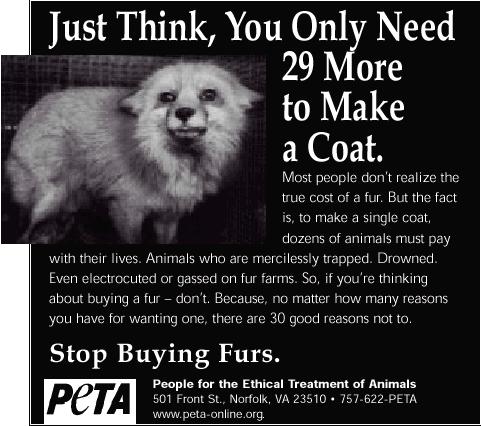 Just Think, You Only Need
29 More
to Make
a Coat.
Most people don't realize the
true cost of a fur. But the fact
is, to make a single coat,
dozens of animals must pay
with their lives. Animals who are mercilessly trapped. Drowned.
Even electrocuted or gassed on fur farms. So, if you're thinking
about buying a fur – don't. Because, no matter how many reasons
you have for wanting one, there are 30 good reasons not to.
Stop Buying Furs.
PeTA
People for the Ethical Treatment of Animals
501 Front St., Norfolk, VA 23510 • 757-622-PETA
www.peta-online.org